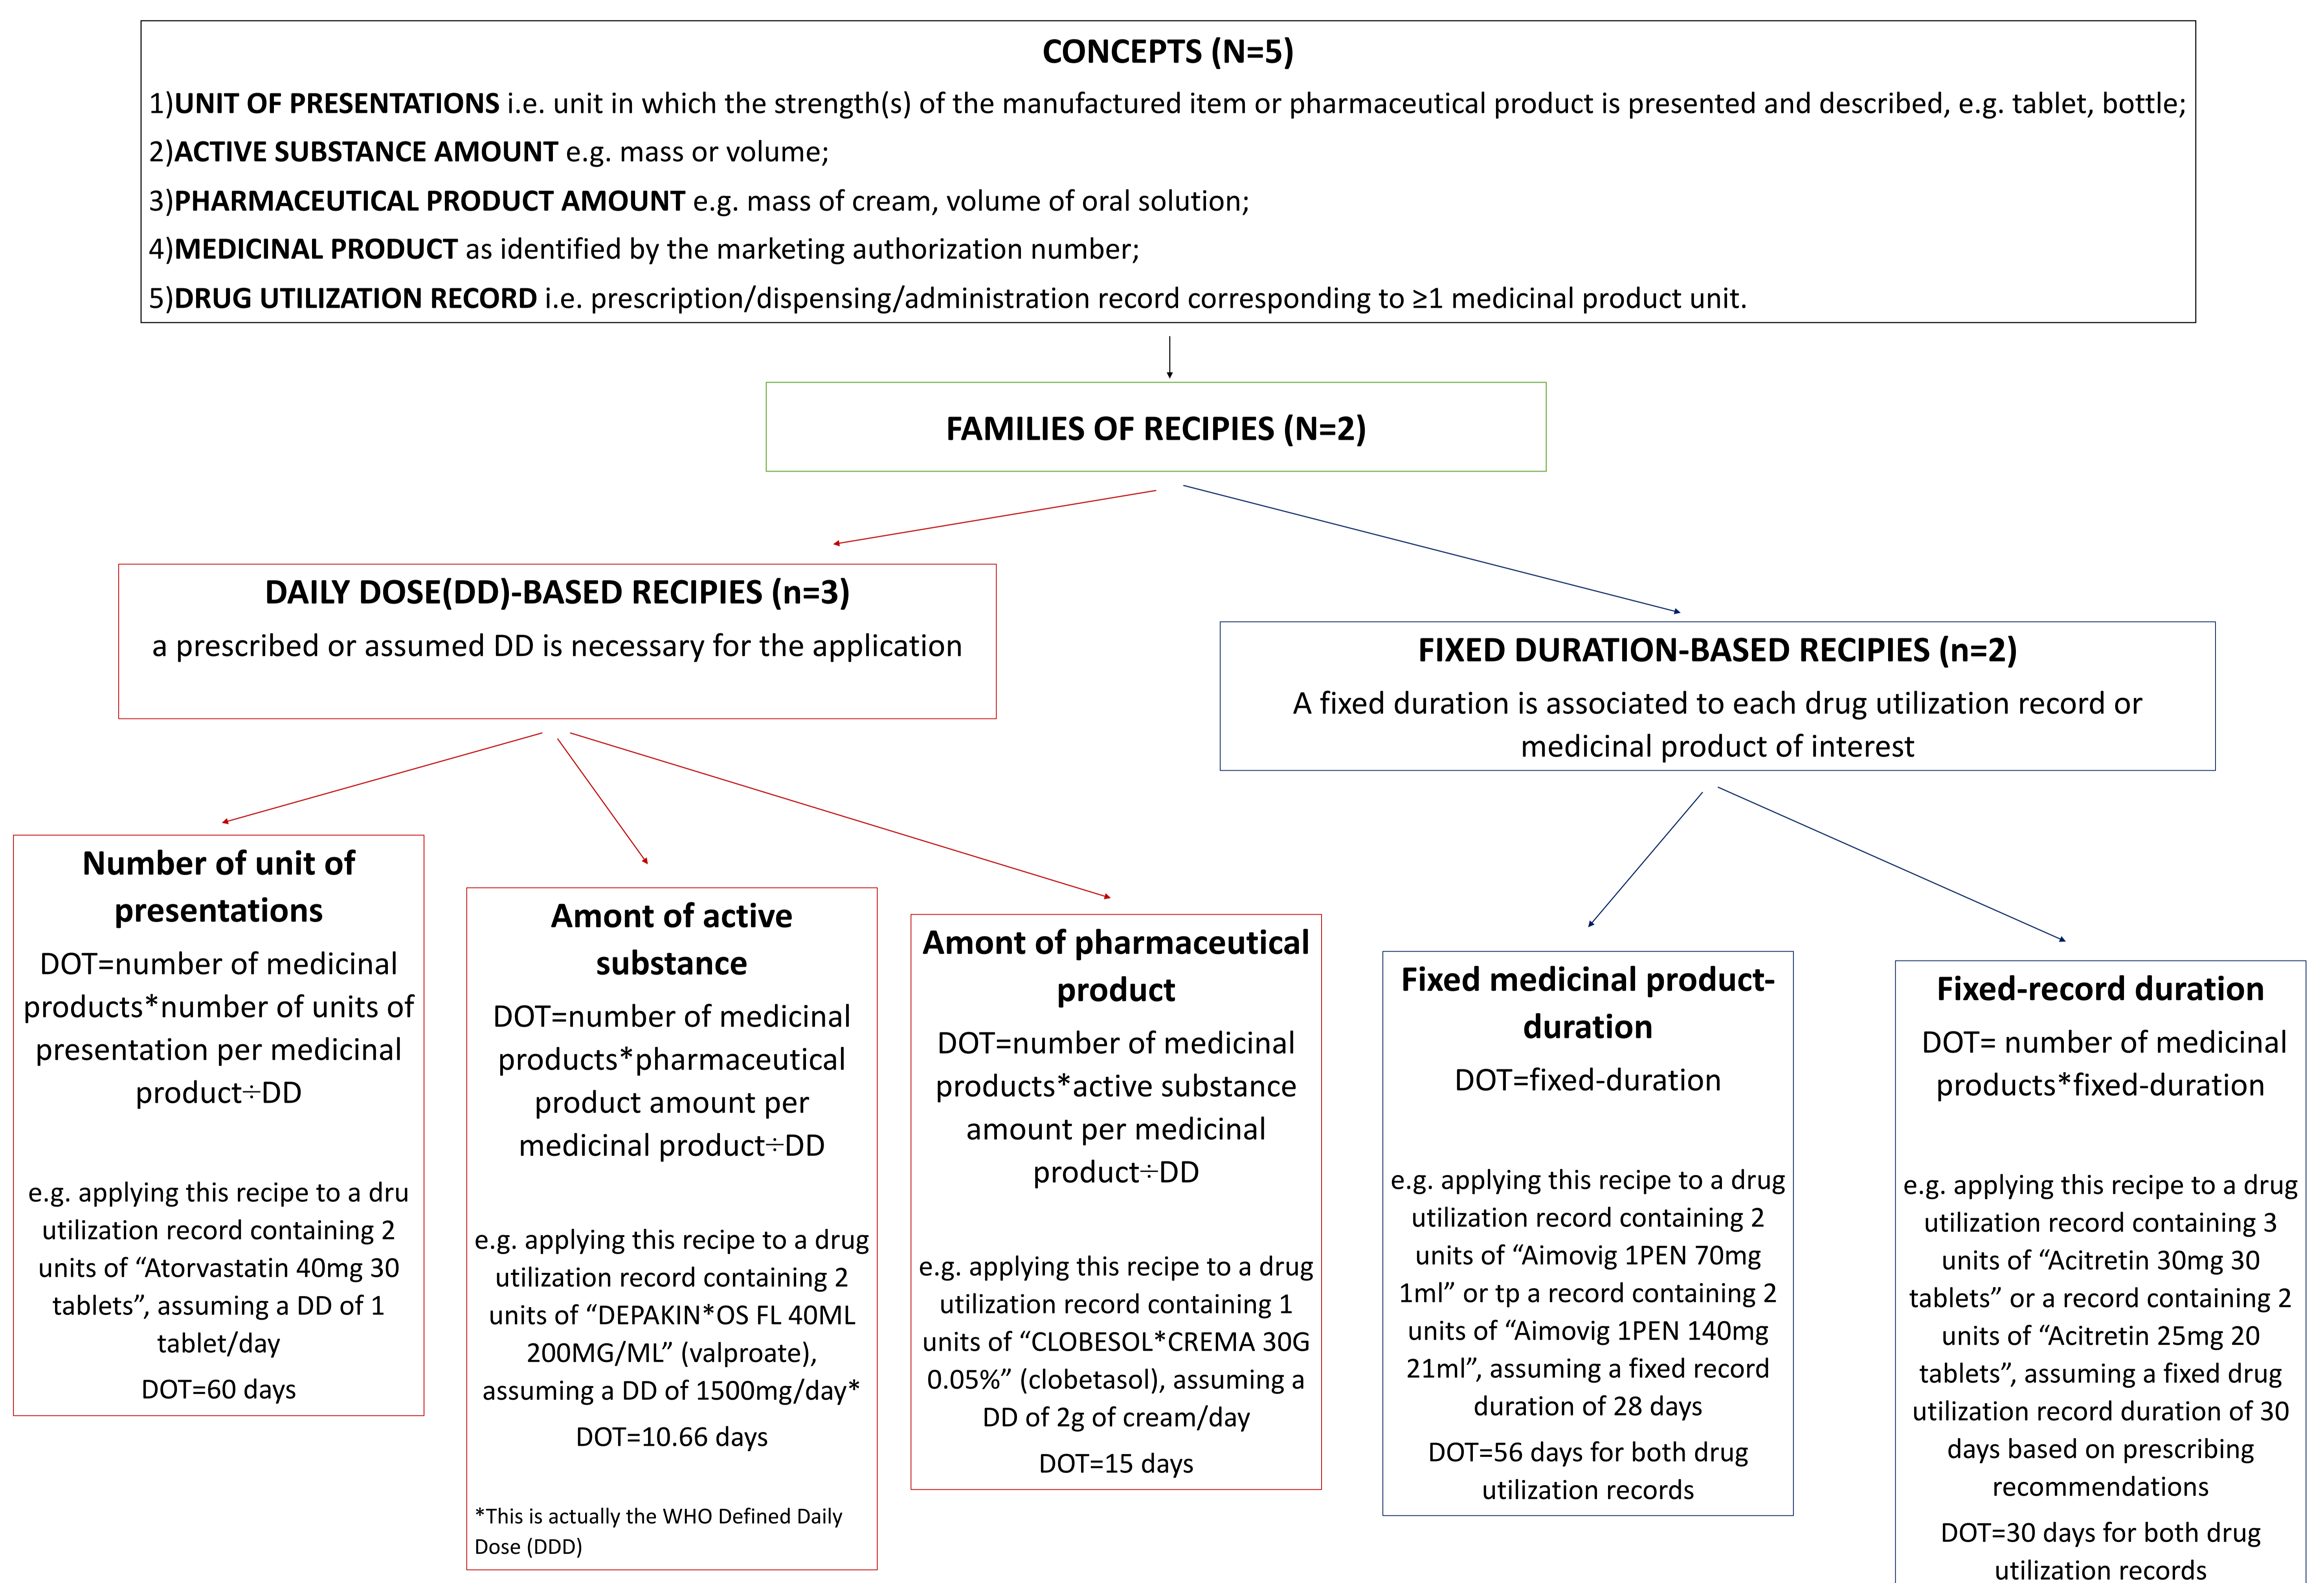 CONCEPTS (N=5)
1)UNIT OF PRESENTATIONS i.e. unit in which the strength(s) of the manufactured item or pharmaceutical product is presented and described, e.g. tablet, bottle;
2)ACTIVE SUBSTANCE AMOUNT e.g. mass or volume;
3)PHARMACEUTICAL PRODUCT AMOUNT e.g. mass of cream, volume of oral solution;
4)MEDICINAL PRODUCT as identified by the marketing authorization number;
5)DRUG UTILIZATION RECORD i.e. prescription/dispensing/administration record corresponding to ≥1 medicinal product unit.
FAMILIES OF RECIPIES (N=2)
DAILY DOSE(DD)-BASED RECIPIES (n=3)
a prescribed or assumed DD is necessary for the application
FIXED DURATION-BASED RECIPIES (n=2)
A fixed duration is associated to each drug utilization record or
medicinal product of interest
Number of unit of
presentations
DOT=number of medicinal
products*number of units of
presentation per medicinal
product÷DD
e.g. applying this recipe to a dru
utilization record containing 2
units of “Atorvastatin 40mg 30
tablets”, assuming a DD of 1
tablet/day
DOT=60 days
Amont of active
substance
DOT=number of medicinal
products*pharmaceutical
product amount per
medicinal product÷DD
e.g. applying this recipe to a drug
utilization record containing 2
units of “DEPAKIN*OS FL 40ML
200MG/ML” (valproate),
assuming a DD of 1500mg/day*
DOT=10.66 days
*This is actually the WHO Defined Daily
Dose (DDD)
Amont of pharmaceutical
product
DOT=number of medicinal
products*active substance
amount per medicinal
product÷DD
e.g. applying this recipe to a drug
utilization record containing 1
units of “CLOBESOL*CREMA 30G
0.05%” (clobetasol), assuming a
DD of 2g of cream/day
DOT=15 days
Fixed medicinal product-
duration
DOT=fixed-duration
e.g. applying this recipe to a drug
utilization record containing 2
units of “Aimovig 1PEN 70mg
1ml” or tp a record containing 2
units of “Aimovig 1PEN 140mg
21ml”, assuming a fixed record
duration of 28 days
DOT=56 days for both drug
utilization records
Fixed-record duration
DOT= number of medicinal
products*fixed-duration
e.g. applying this recipe to a drug
utilization record containing 3
units of “Acitretin 30mg 30
tablets” or a record containing 2
units of “Acitretin 25mg 20
tablets”, assuming a fixed drug
utilization record duration of 30
days based on prescribing
recommendations
DOT=30 days for both drug
utilization records